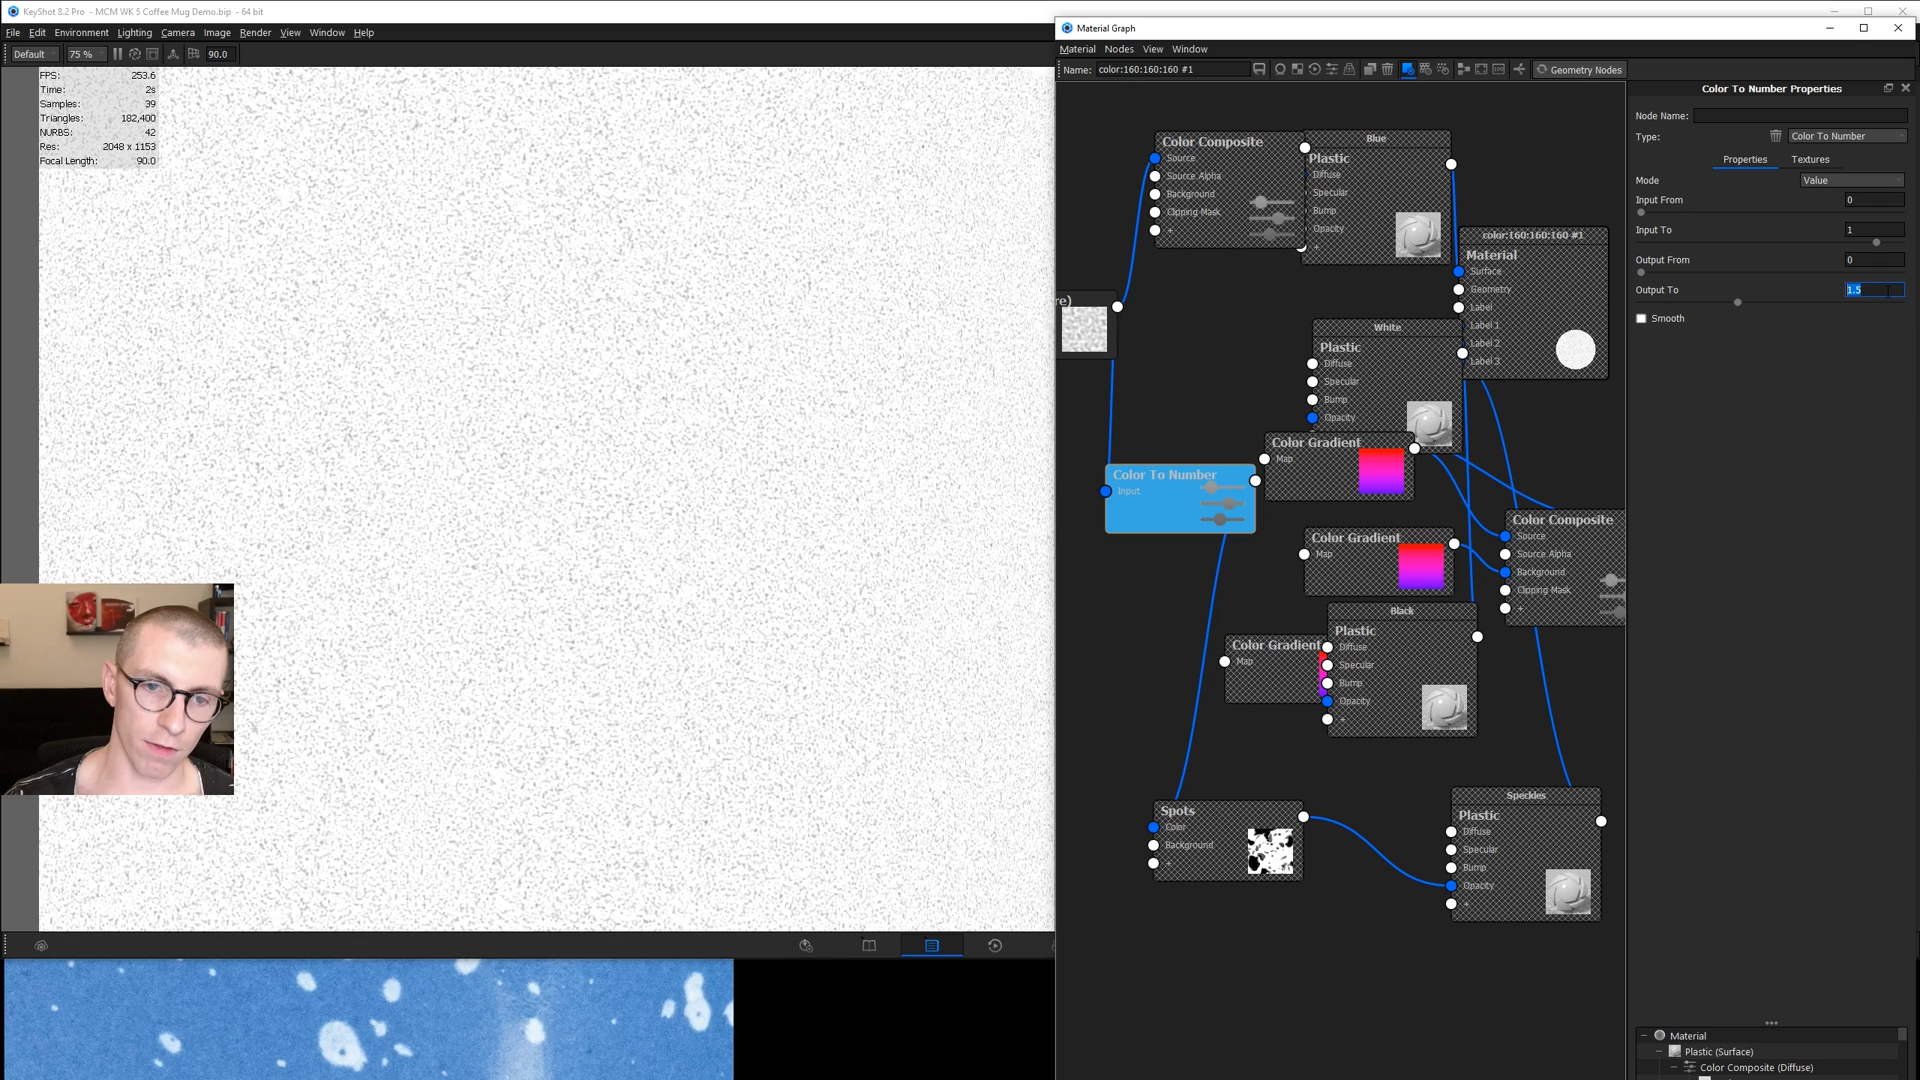 KeyShot 8.2 Pro - MCM WK 5 Coffee Mug Demo.bip - 64 bit
File Edit Environment Lighting Camera Image Render View Window Help
Default 75 % 90.0
FPS: 253.6
Time: 2s
Samples: 39
Triangles: 182,400
NURBS: 42
Res: 2048 x 1153
Focal Length: 90.0
Material Graph
Material Nodes View Window
Name: color:160:160:160 #1
Geometry Nodes
Color Composite
Source
Source Alpha
Background
Clipping Mask
+
Blue
Plastic
Diffuse
Specular
Bump
Opacity
+
color:160:160:160 #1
Material
Surface
Geometry
Label
Label 1
Label 2
Label 3
re)
White
Plastic
Diffuse
Specular
Bump
Opacity
Color Gradient
Map
Color To Number
Input
Color Gradient
Map
Color Composite
Source
Source Alpha
Background
Clipping Mask
+
Color Gradient
Map
Black
Plastic
Diffuse
Specular
Bump
Opacity
+
Spots
Color
Background
+
Speckles
Plastic
Diffuse
Specular
Bump
Opacity
+
Color To Number Properties
Node Name:
Type: Color To Number
Properties Textures
Mode Value
Input From 0
Input To 1
Output From 0
Output To 1.5
Smooth
Material
Plastic (Surface)
Color Composite (Diffuse)